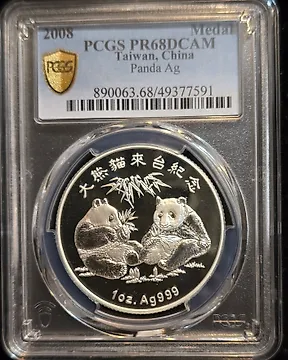 2008 Medal
PCGS PR68DCAM
Taiwan, China
Panda Ag
PCGS
890063.68/49377591
大熊貓來台紀念
1oz. Ag999